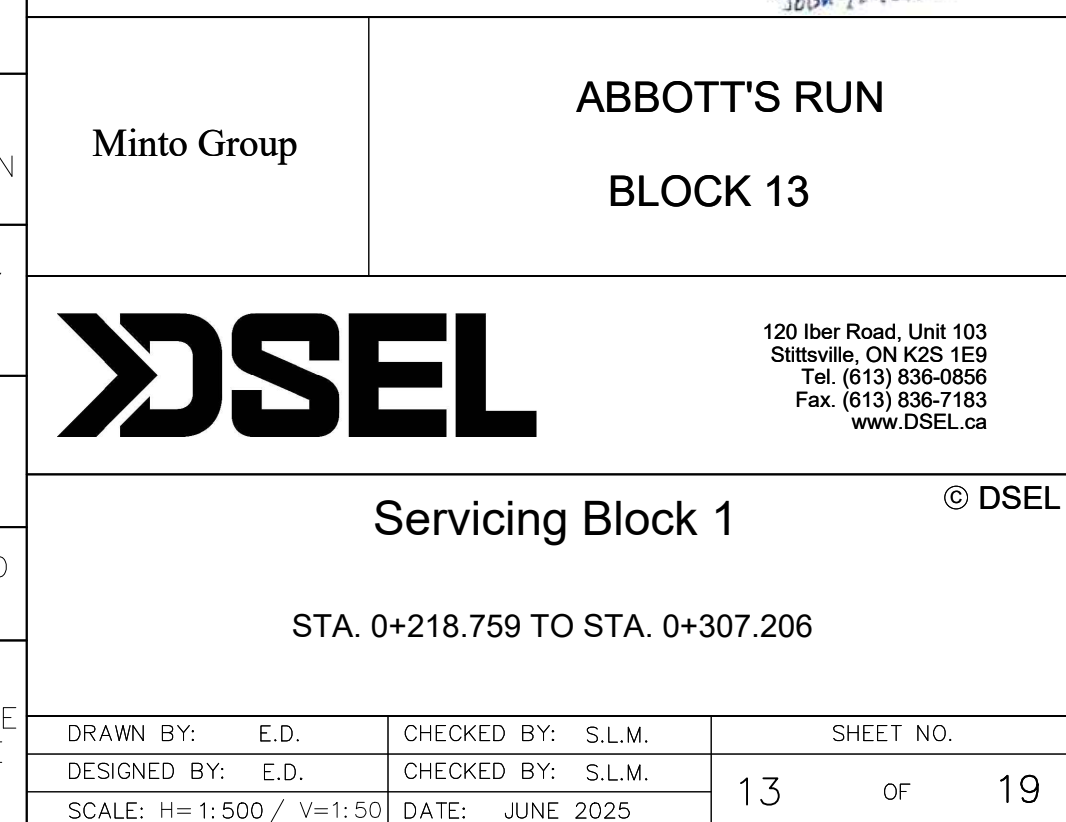 Minto Group
ABBOTT'S RUN
BLOCK 13
DSEL
120 Iber Road, Unit 103
Stittsville, ON K2S 1E9
Tel. (613) 836-0856
Fax. (613) 836-7183
www.DSEL.ca
© DSEL
Servicing Block 1
STA. 0+218.759 TO STA. 0+307.206
DRAWN BY: E.D.
CHECKED BY: S.L.M.
SHEET NO.
DESIGNED BY: E.D.
CHECKED BY: S.L.M.
13 OF 19
SCALE: H=1:500 / V=1:50
DATE: JUNE 2025